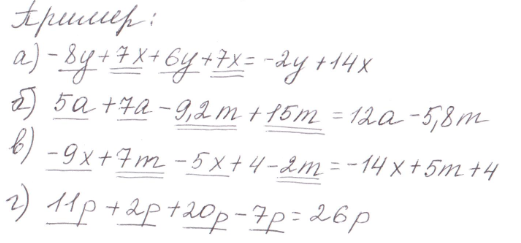 Пример:
а) -8y + 7x + 6y + 7x = -2y + 14x
б) 5a + 7a - 9,2m + 15m = 12a - 5,8m
в) -9x + 7m - 5x + 4 - 2m = -14x + 5m + 4
г) 11p + 2p + 20p - 7p = 26p